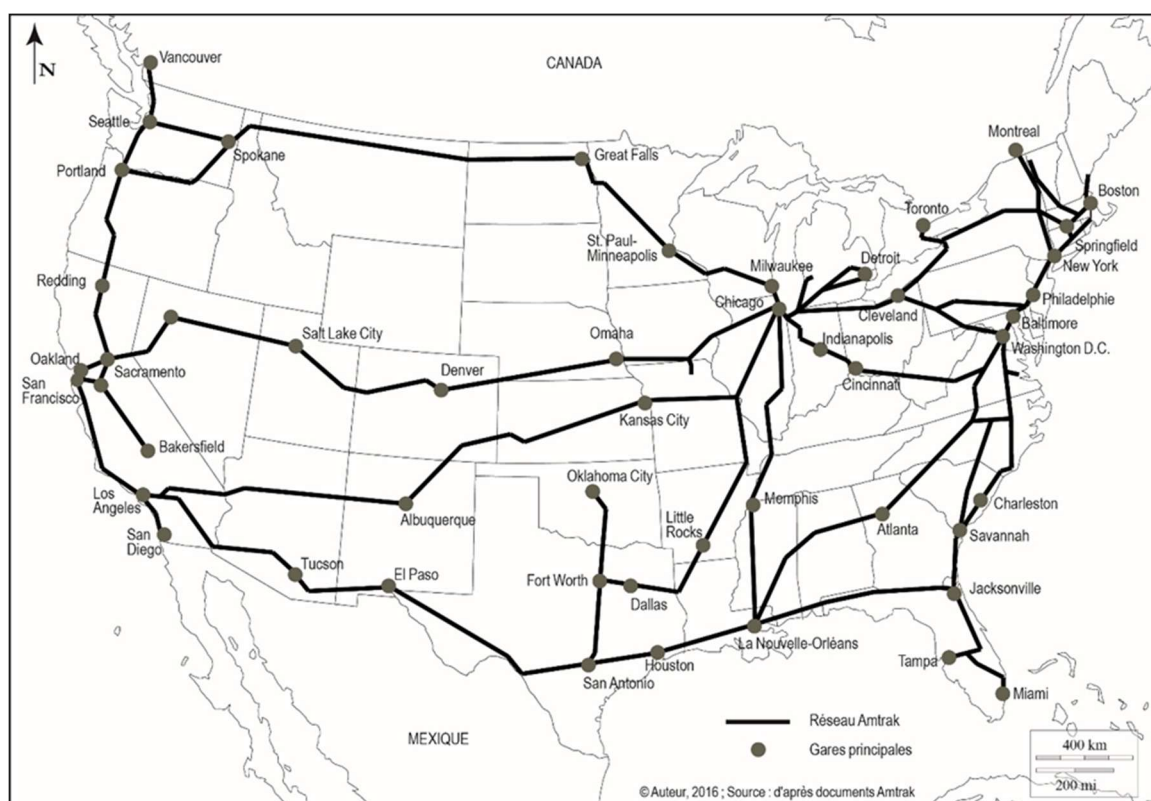 N
Vancouver
CANADA
Seattle
Spokane
Portland
Great Falls
Montreal
Boston
Toronto
Springfield
New York
St. Paul-
Minneapolis
Milwaukee
Detroit
Redding
Chicago
Cleveland
Philadelphie
Baltimore
Washington D.C.
Salt Lake City
Omaha
Indianapolis
Oakland
Sacramento
San
Francisco
Denver
Cincinnati
Kansas City
Bakersfield
Oklahoma City
Los
Angeles
Albuquerque
Memphis
Little
Rocks
Atlanta
Charleston
San
Diego
Savannah
Tucson
El Paso
Fort Worth
Dallas
Jacksonville
La Nouvelle-Orléans
Houston
San Antonio
Tampa
Miami
MEXIQUE
Réseau Amtrak
Gares principales
400 km
200 mi
© Auteur, 2016 ; Source : d'après documents Amtrak